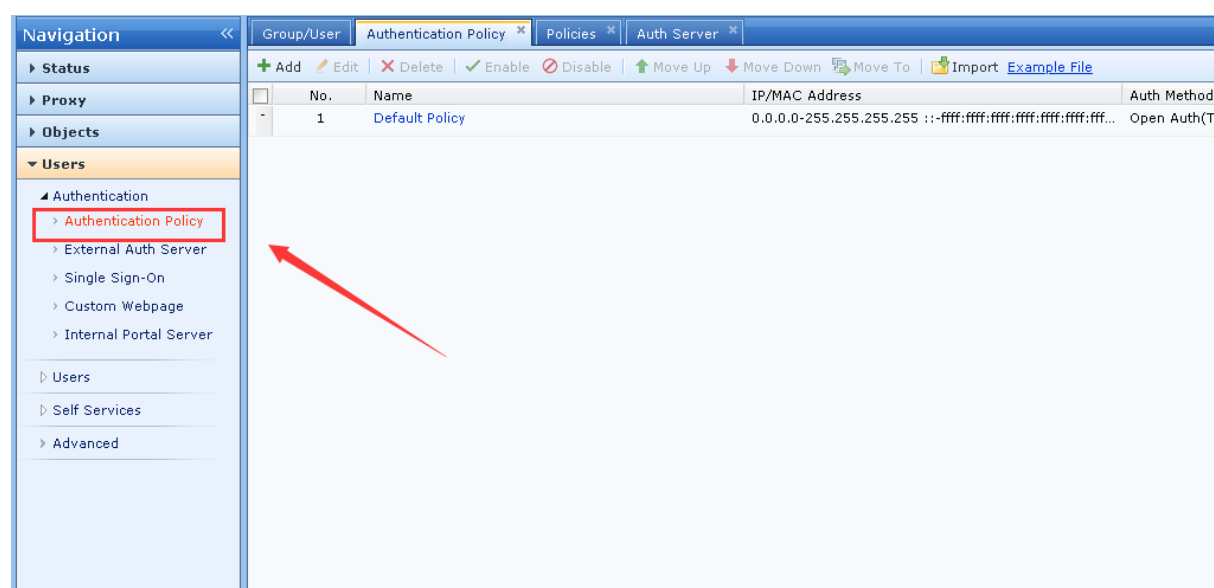 Navigation
Group/User Authentication Policy Policies Auth Server
Status
Add Edit Delete Enable Disable Move Up Move Down Move To Import Example File
Proxy
No. Name IP/MAC Address Auth Method
- 1 Default Policy 0.0.0.0-255.255.255.255 ::-ffff:ffff:ffff:ffff:ffff:ffff:fff... Open Auth(T
Objects
Users
Authentication
Authentication Policy
External Auth Server
Single Sign-On
Custom Webpage
Internal Portal Server
Users
Self Services
Advanced